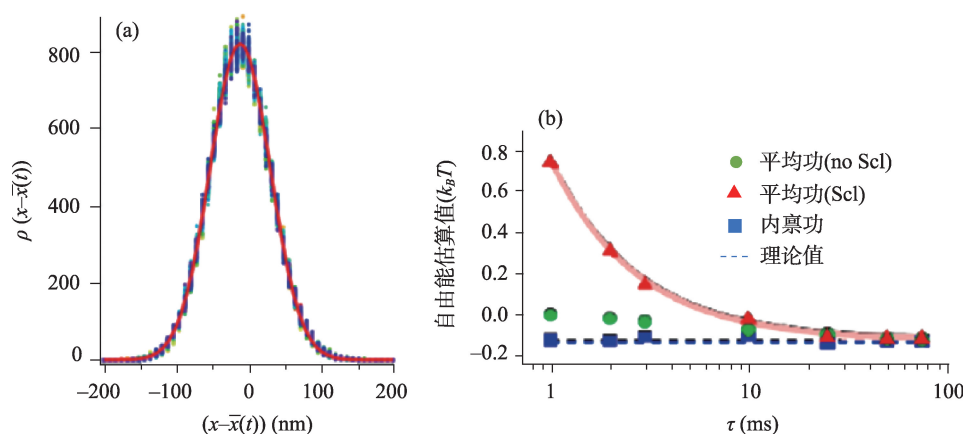 (a)
800
600
400
200
0
ρ (x–x̄(t))
–200
–100
0
100
200
(x–x̄(t)) (nm)
(b)
0.8
0.6
0.4
0.2
0.0
–0.2
自由能估算值(k_BT)
平均功(no Scl)
平均功(Scl)
内禀功
理论值
1
10
100
τ (ms)